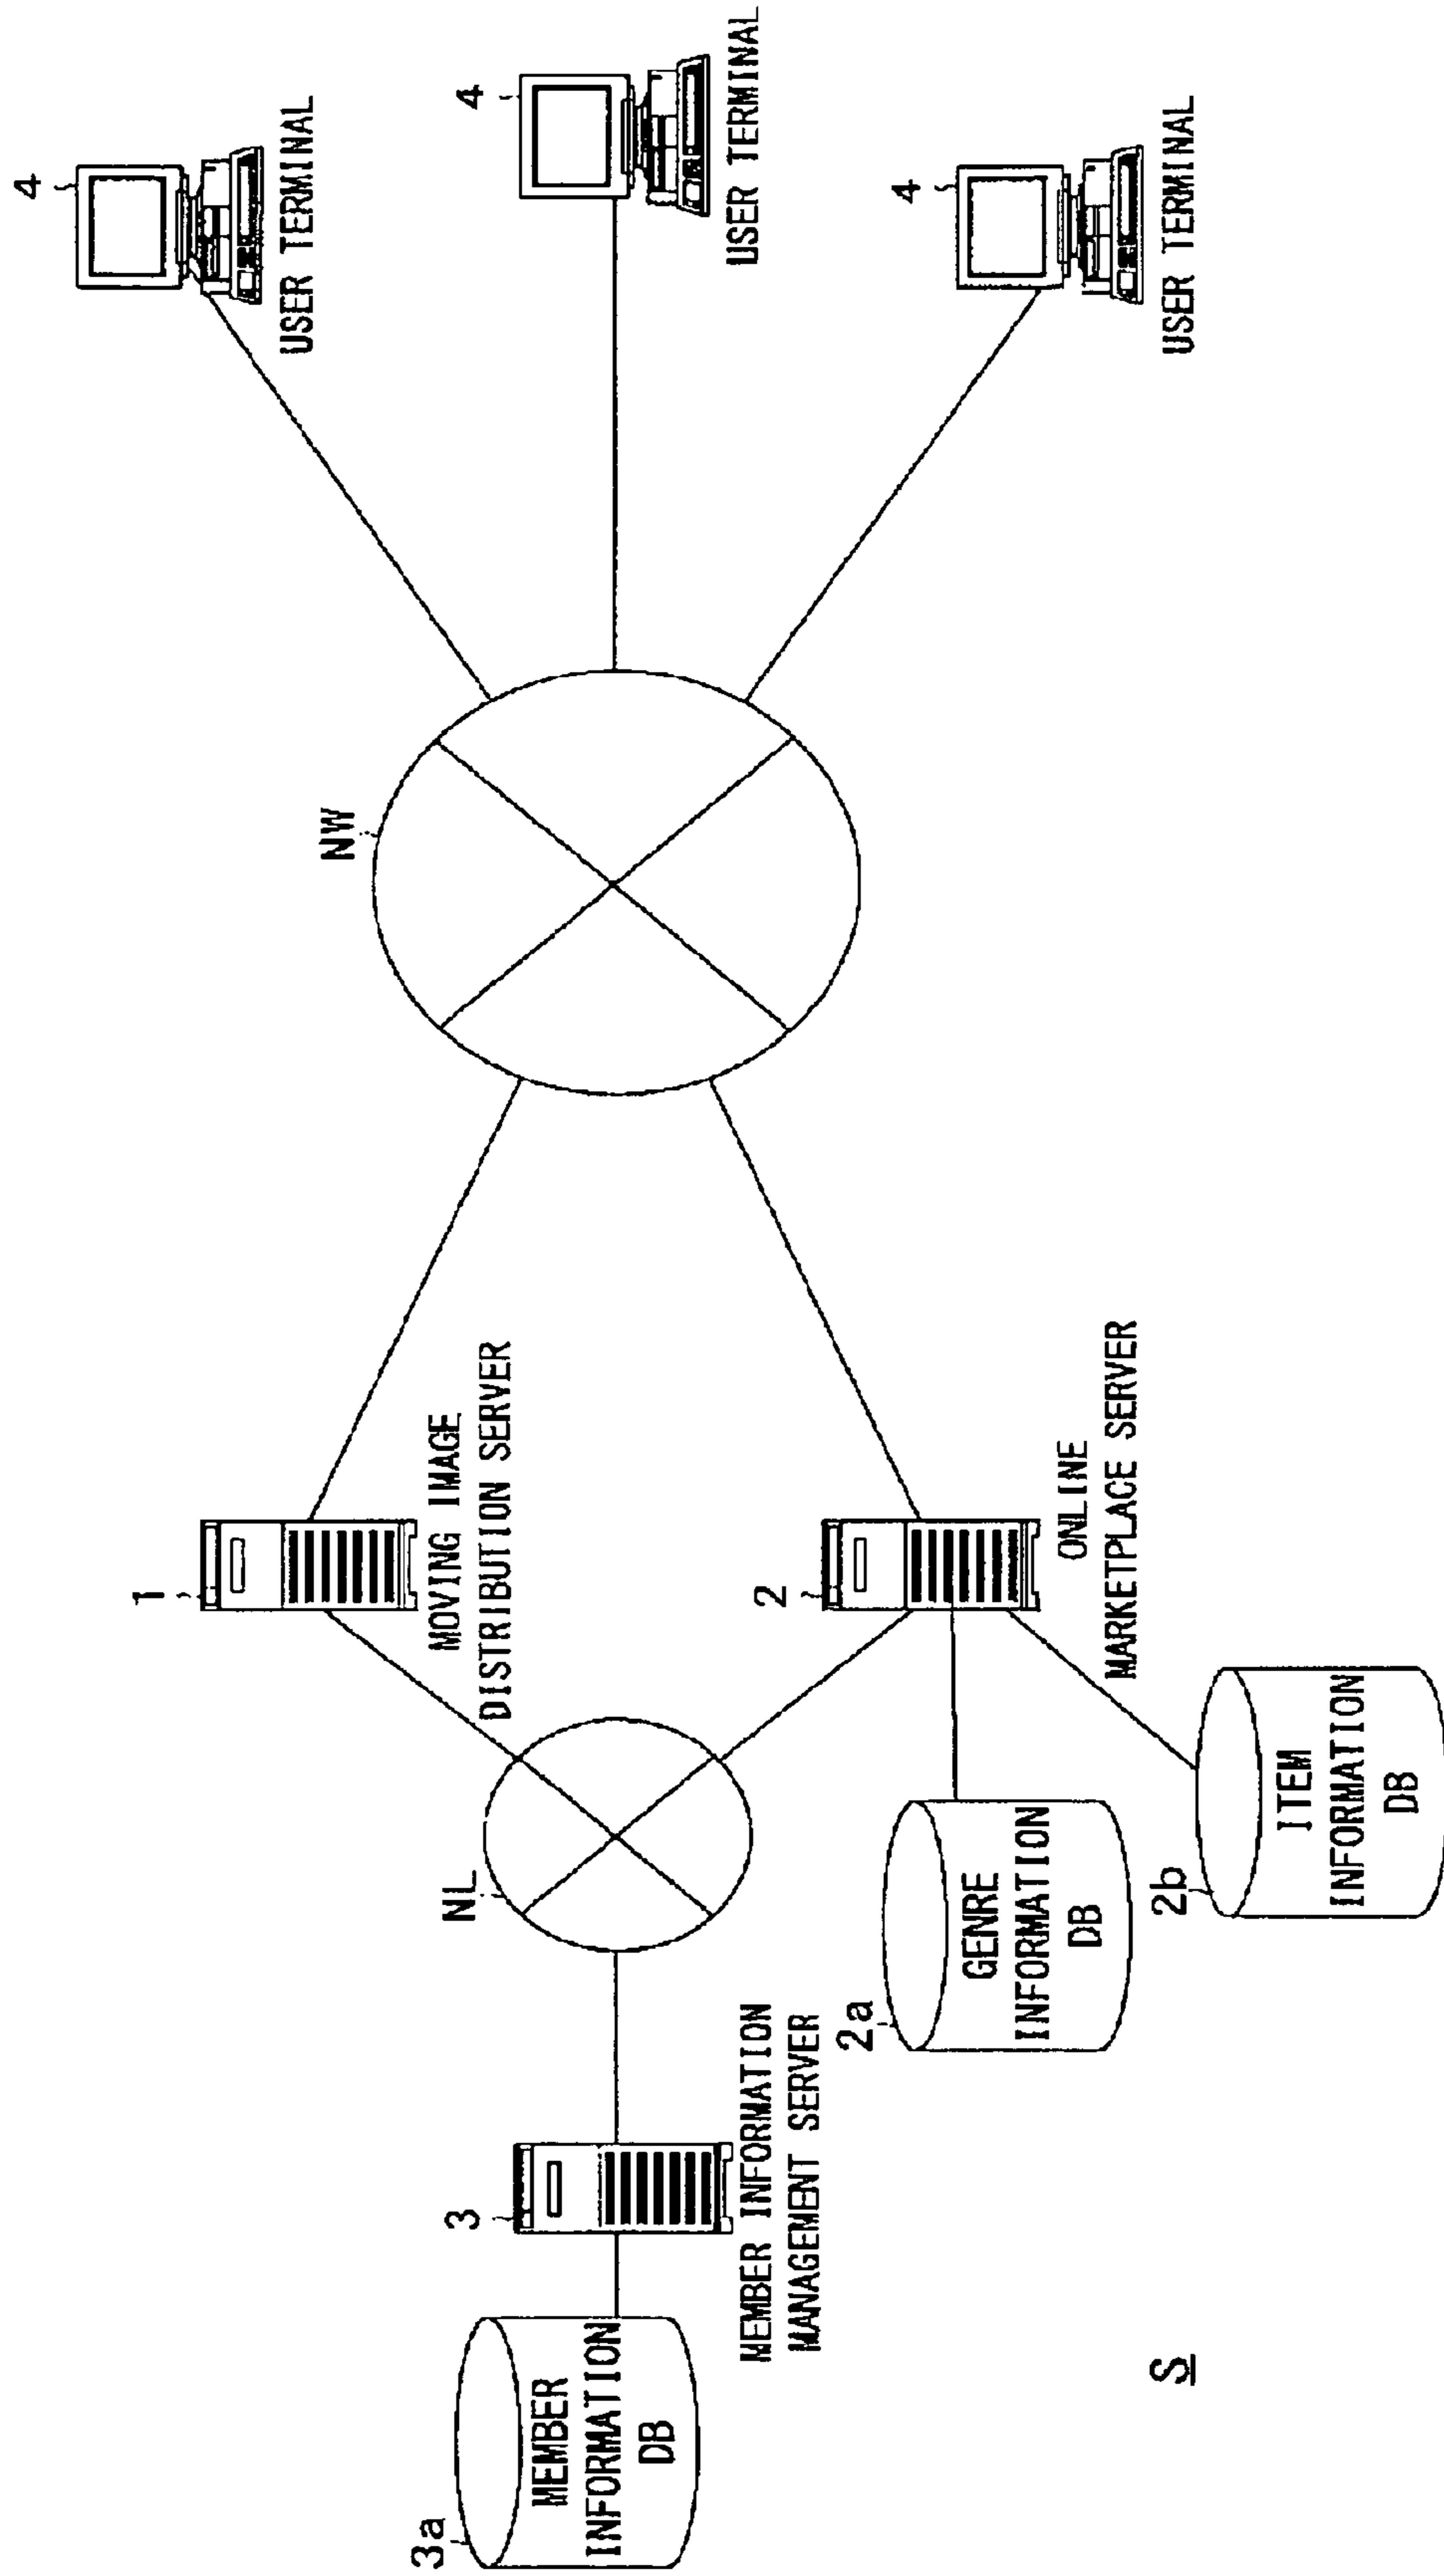 4
USER TERMINAL
4
USER TERMINAL
4
USER TERMINAL
NW
1
MOVING IMAGE
DISTRIBUTION SERVER
2
ONLINE
MARKETPLACE SERVER
NL
2a
GENRE
INFORMATION
DB
2b
ITEM
INFORMATION
DB
3
MEMBER INFORMATION
MANAGEMENT SERVER
3a
MEMBER
INFORMATION
DB
S